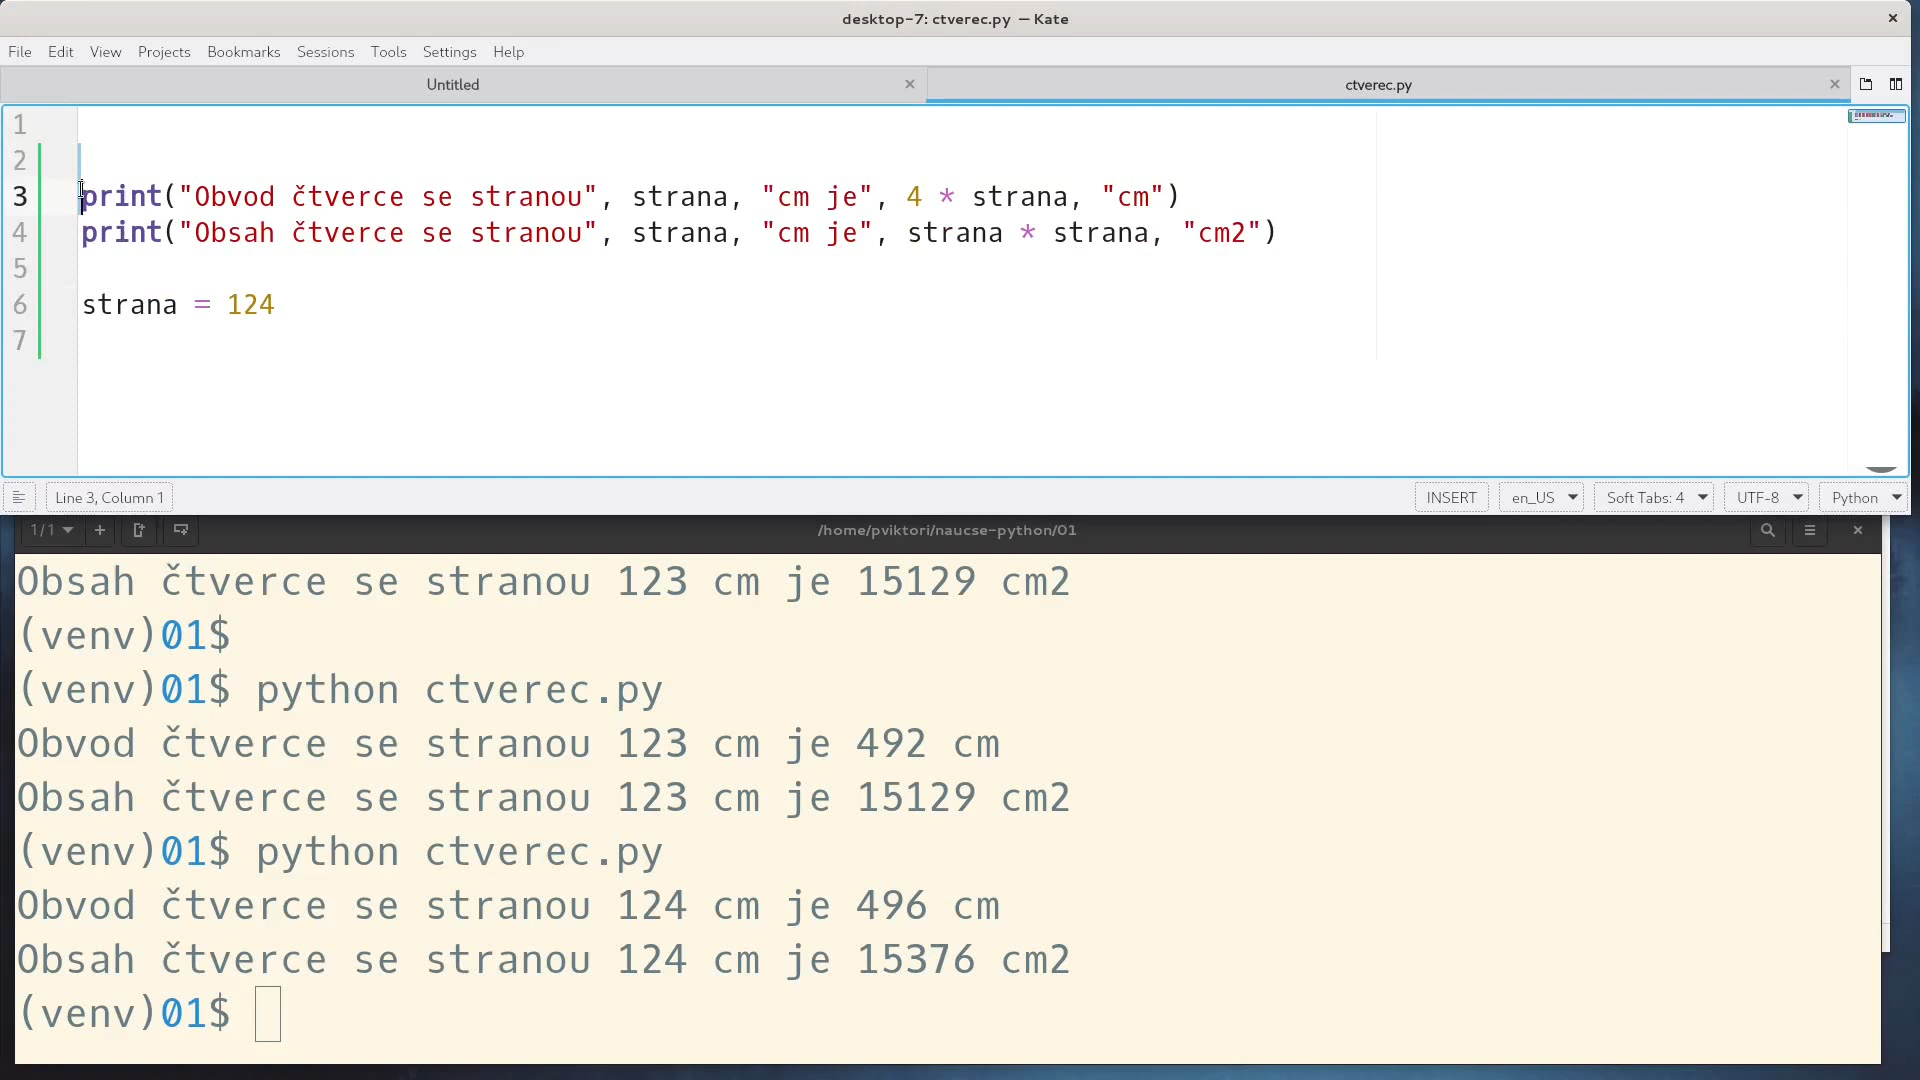 desktop-7: ctverec.py — Kate
File Edit View Projects Bookmarks Sessions Tools Settings Help
Untitled ctverec.py
1
2
3 print("Obvod čtverce se stranou", strana, "cm je", 4 * strana, "cm")
4 print("Obsah čtverce se stranou", strana, "cm je", strana * strana, "cm2")
5
6 strana = 124
7
Line 3, Column 1 INSERT en_US Soft Tabs: 4 UTF-8 Python
1/1 /home/pviktori/naucse-python/01
Obsah čtverce se stranou 123 cm je 15129 cm2
(venv)01$
(venv)01$ python ctverec.py
Obvod čtverce se stranou 123 cm je 492 cm
Obsah čtverce se stranou 123 cm je 15129 cm2
(venv)01$ python ctverec.py
Obvod čtverce se stranou 124 cm je 496 cm
Obsah čtverce se stranou 124 cm je 15376 cm2
(venv)01$